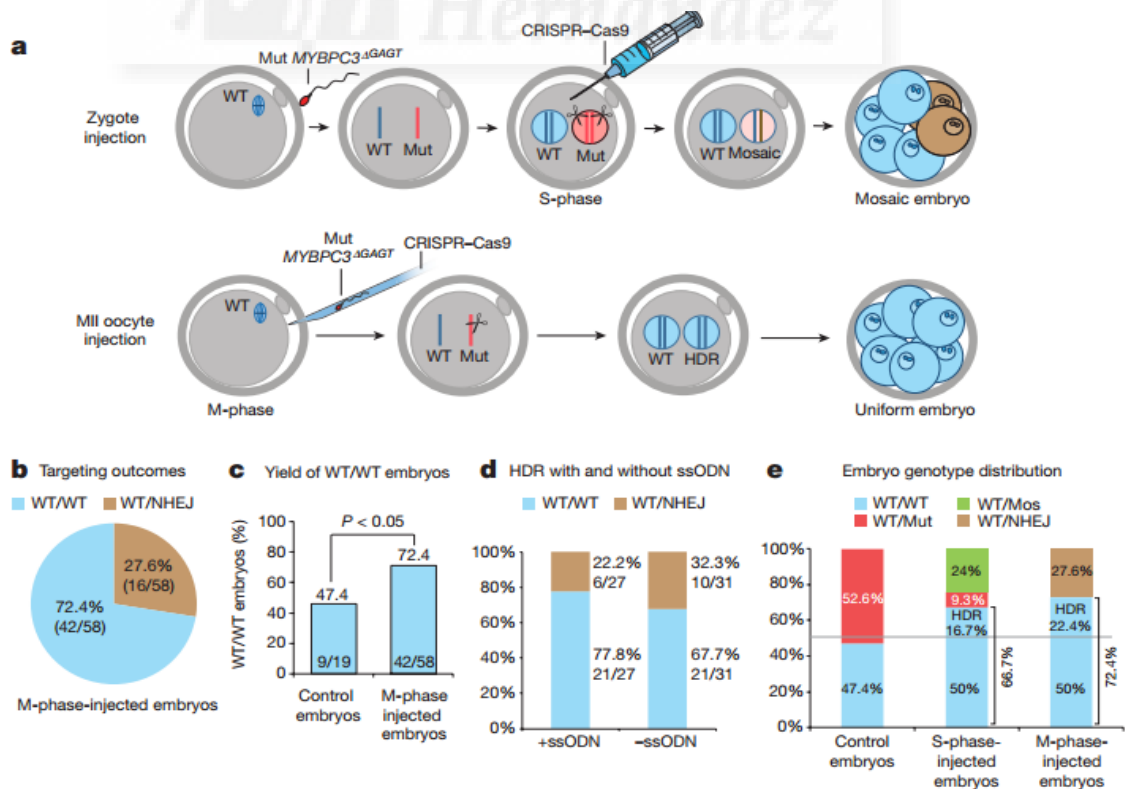 Hernández
a
CRISPR–Cas9
Mut MYBPC3ΔGAGT
WT
Zygote
injection
WT Mut
WT Mut
WT Mosaic
S-phase
Mosaic embryo
Mut
MYBPC3ΔGAGT
CRISPR–Cas9
WT
MII oocyte
injection
WT Mut
WT HDR
M-phase
Uniform embryo
b Targeting outcomes
WT/WT WT/NHEJ
27.6%
(16/58)
72.4%
(42/58)
M-phase-injected embryos
c Yield of WT/WT embryos
WT/WT embryos (%)
100
80
60
40
20
0
P < 0.05
47.4
72.4
9/19
42/58
Control
embryos
M-phase
injected
embryos
d HDR with and without ssODN
WT/WT WT/NHEJ
100%
80%
60%
40%
20%
0%
22.2%
6/27
32.3%
10/31
77.8%
21/27
67.7%
21/31
+ssODN
–ssODN
e Embryo genotype distribution
WT/WT WT/Mos
WT/Mut WT/NHEJ
100%
80%
60%
40%
20%
0%
52.6%
47.4%
24%
9.3%
HDR
16.7%
50%
66.7%
27.6%
HDR
22.4%
50%
72.4%
Control
embryos
S-phase-
injected
embryos
M-phase-
injected
embryos